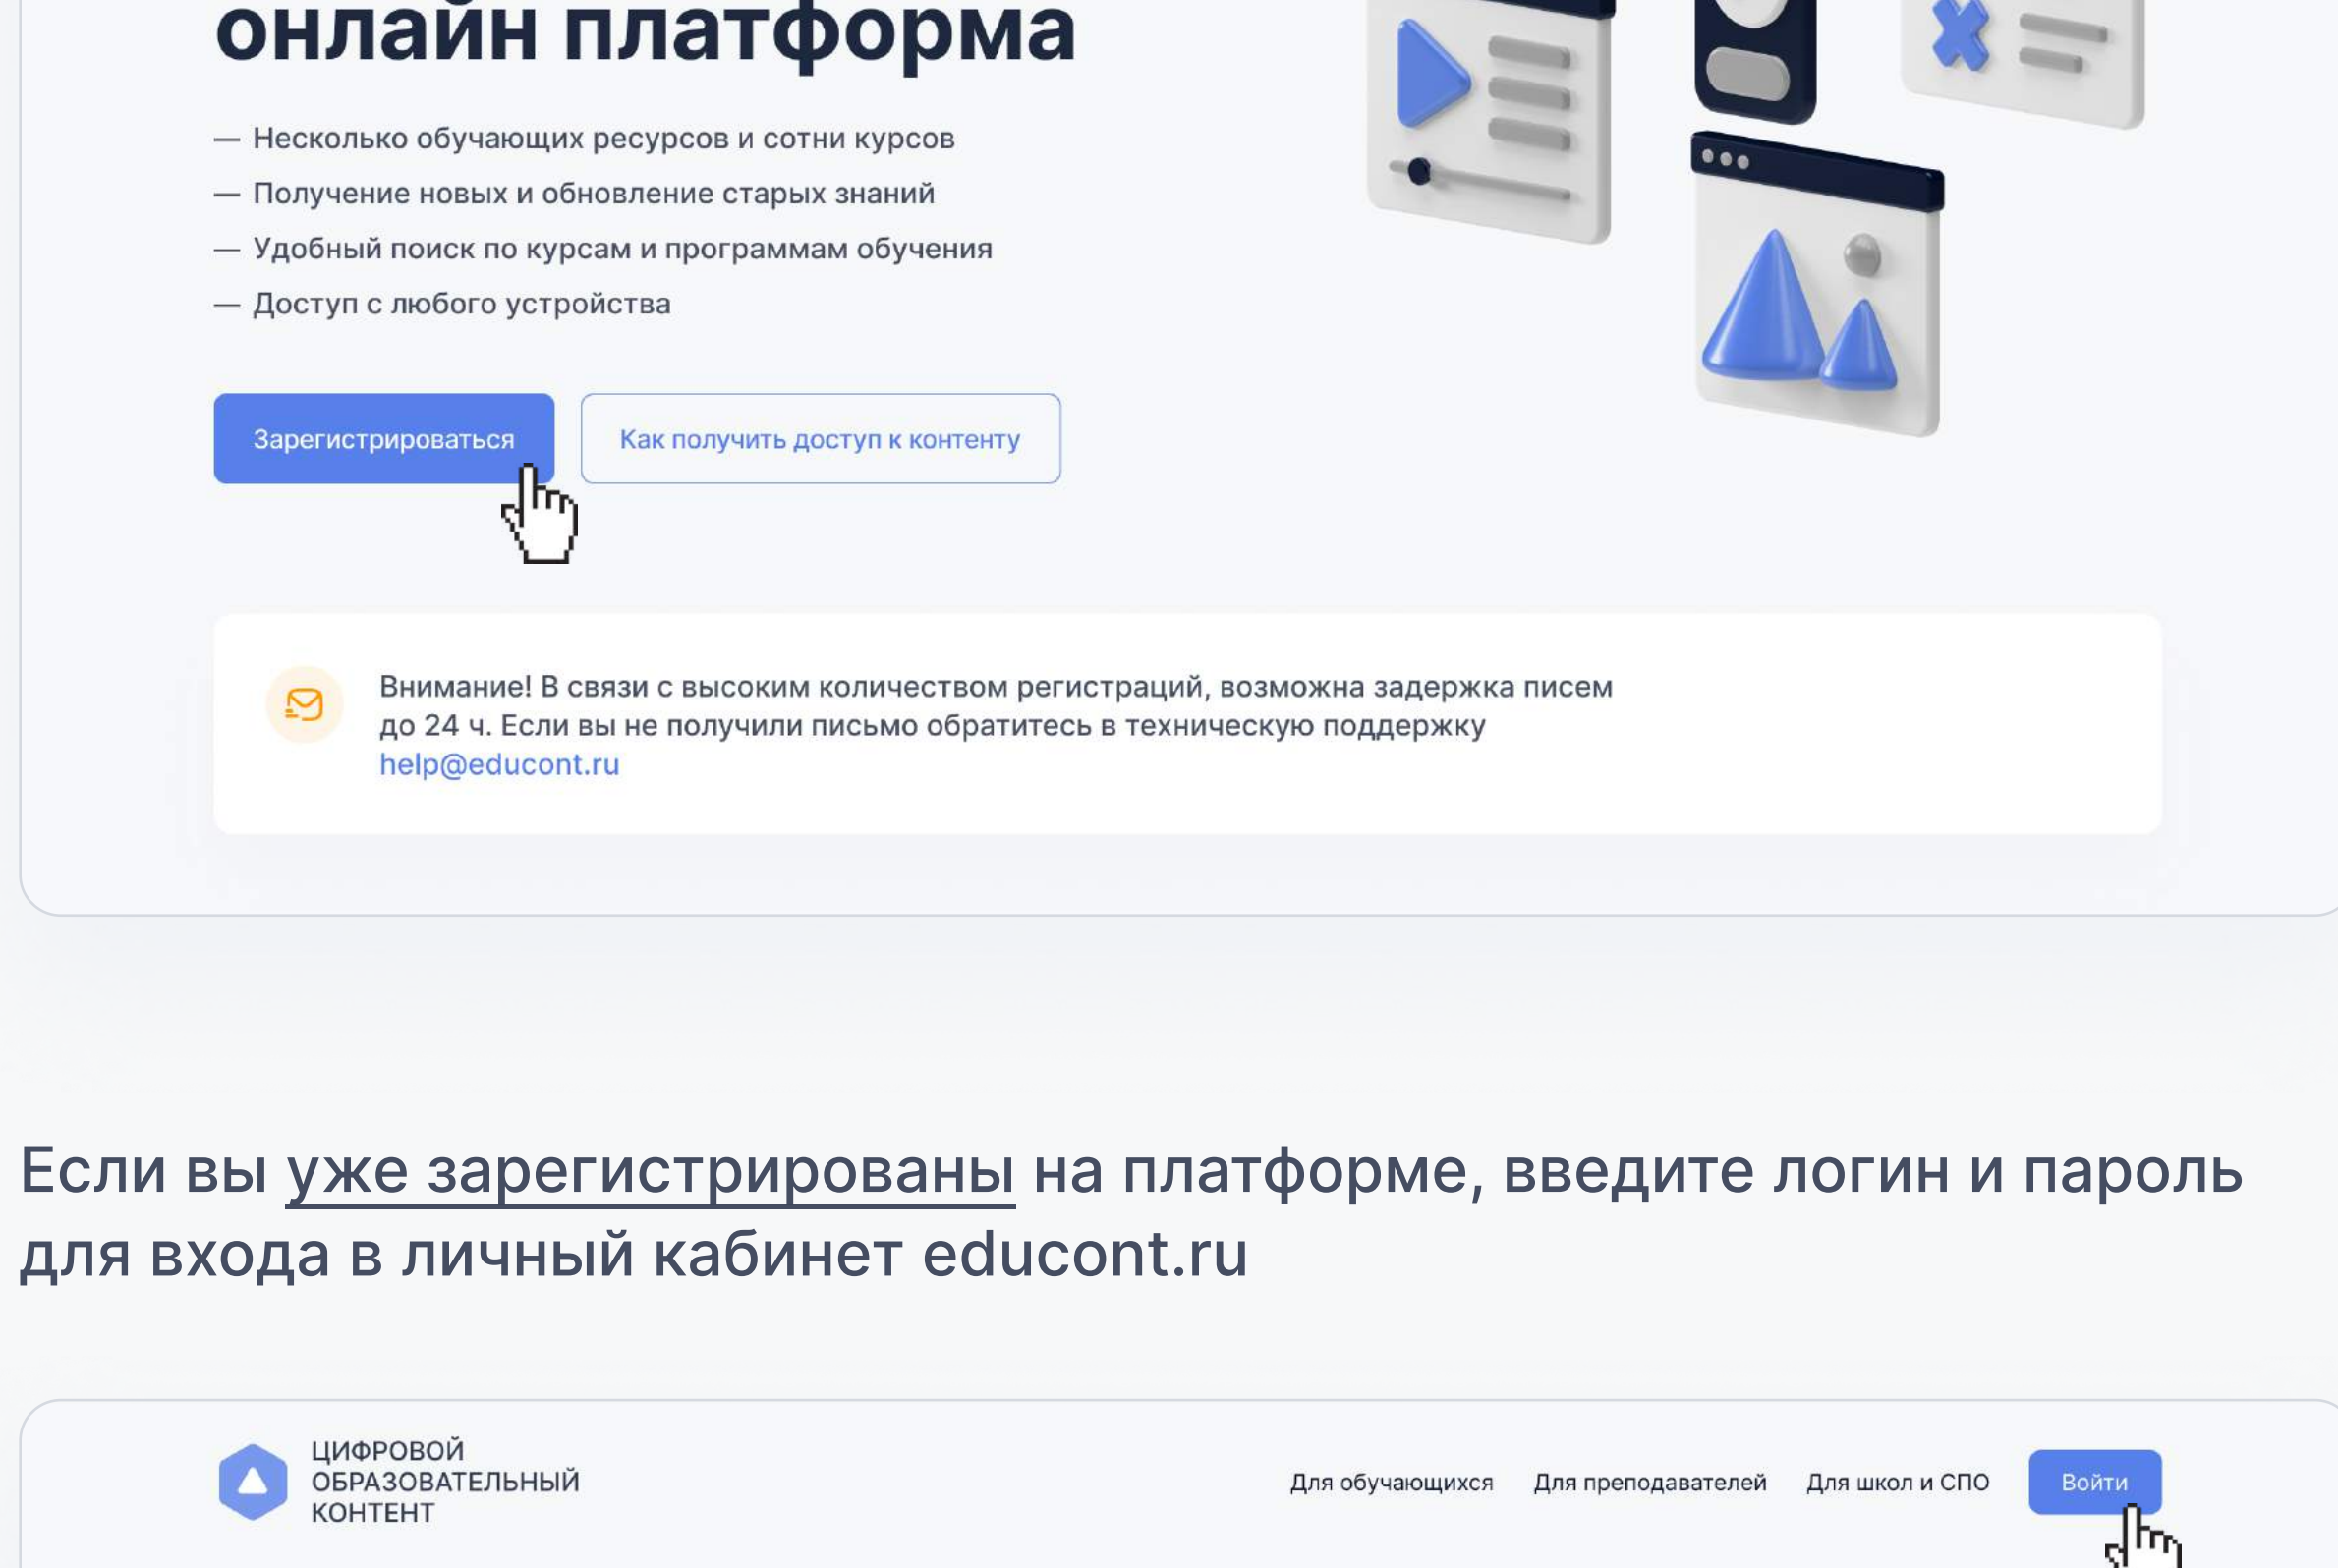 онлайн платформа
— Несколько обучающих ресурсов и сотни курсов
— Получение новых и обновление старых знаний
— Удобный поиск по курсам и программам обучения
— Доступ с любого устройства
Зарегистрироваться
Как получить доступ к контенту
Внимание! В связи с высоким количеством регистраций, возможна задержка писем
до 24 ч. Если вы не получили письмо обратитесь в техническую поддержку
help@educont.ru
Если вы уже зарегистрированы на платформе, введите логин и пароль
для входа в личный кабинет educont.ru
ЦИФРОВОЙ
ОБРАЗОВАТЕЛЬНЫЙ
КОНТЕНТ
Для обучающихся
Для преподавателей
Для школ и СПО
Войти